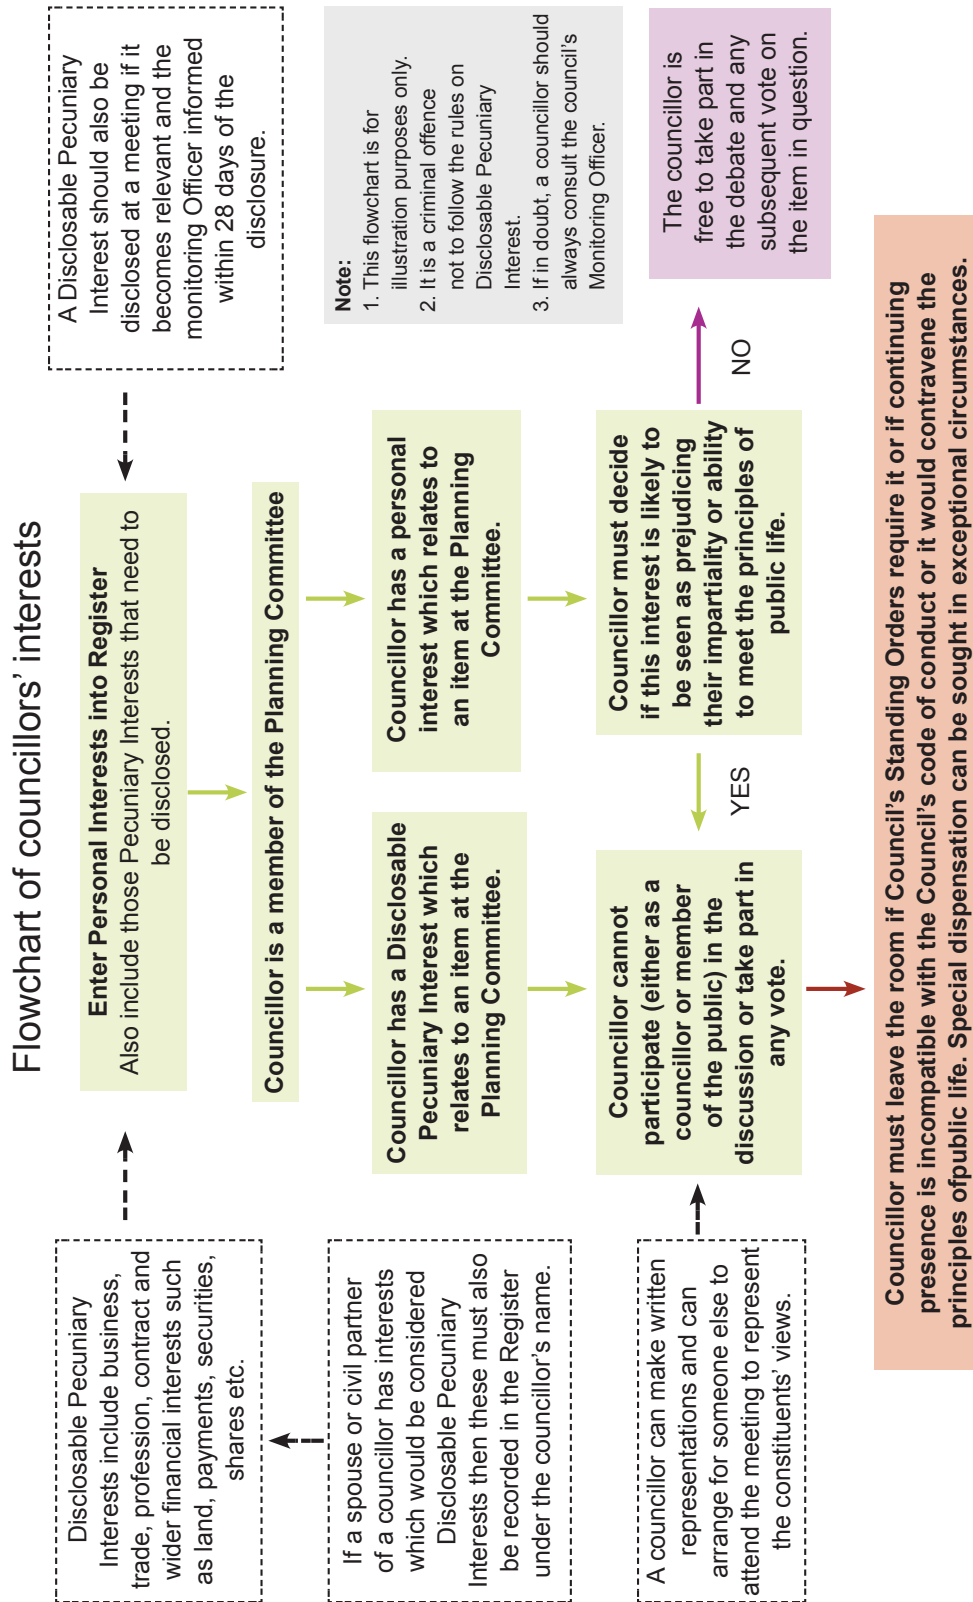 Flowchart of councillors’ interests
Disclosable Pecuniary
Interests include business,
trade, profession, contract and
wider financial interests such
as land, payments, securities,
shares etc.
Enter Personal Interests into Register
Also include those Pecuniary Interests that need to
be disclosed.
A Disclosable Pecuniary
Interest should also be
disclosed at a meeting if it
becomes relevant and the
monitoring Officer informed
within 28 days of the
disclosure.
Councillor is a member of the Planning Committee
If a spouse or civil partner
of a councillor has interests
which would be considered
Disclosable Pecuniary
Interests then these must also
be recorded in the Register
under the councillor’s name.
Councillor has a Disclosable
Pecuniary Interest which
relates to an item at the
Planning Committee.
Councillor has a personal
interest which relates to
an item at the Planning
Committee.
Note:
1. This flowchart is for
illustration purposes only.
2. It is a criminal offence
not to follow the rules on
Disclosable Pecuniary
Interest.
3. If in doubt, a councillor should
always consult the council’s
Monitoring Officer.
A councillor can make written
representations and can
arrange for someone else to
attend the meeting to represent
the constituents’ views.
Councillor cannot
participate (either as a
councillor or member
of the public) in the
discussion or take part in
any vote.
YES
Councillor must decide
if this interest is likely to
be seen as prejudicing
their impartiality or ability
to meet the principles of
public life.
NO
The councillor is
free to take part in
the debate and any
subsequent vote on
the item in question.
Councillor must leave the room if Council’s Standing Orders require it or if continuing
presence is incompatible with the Council’s code of conduct or it would contravene the
principles ofpublic life. Special dispensation can be sought in exceptional circumstances.